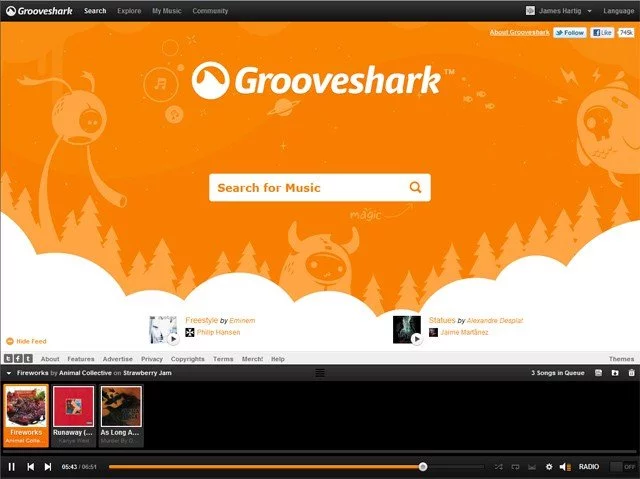 Grooveshark Search Explore My Music Community James Hartig Language
About Grooveshark Follow Like 745k
Grooveshark™
Search for Music
magic
Freestyle by Eminem
Philip Hansen
Statues by Alexandre Desplat
Jaime Martãrez
Hide Feed
t f t About Features Advertise Privacy Copyrights Terms Merch! Help Themes
Fireworks by Animal Collective on Strawberry Jam 3 Songs in Queue
Fireworks
Animal Colle...
Runaway (...
Kanye West
As Long A...
Murder By D...
05:43 / 06:51 RADIO OFF